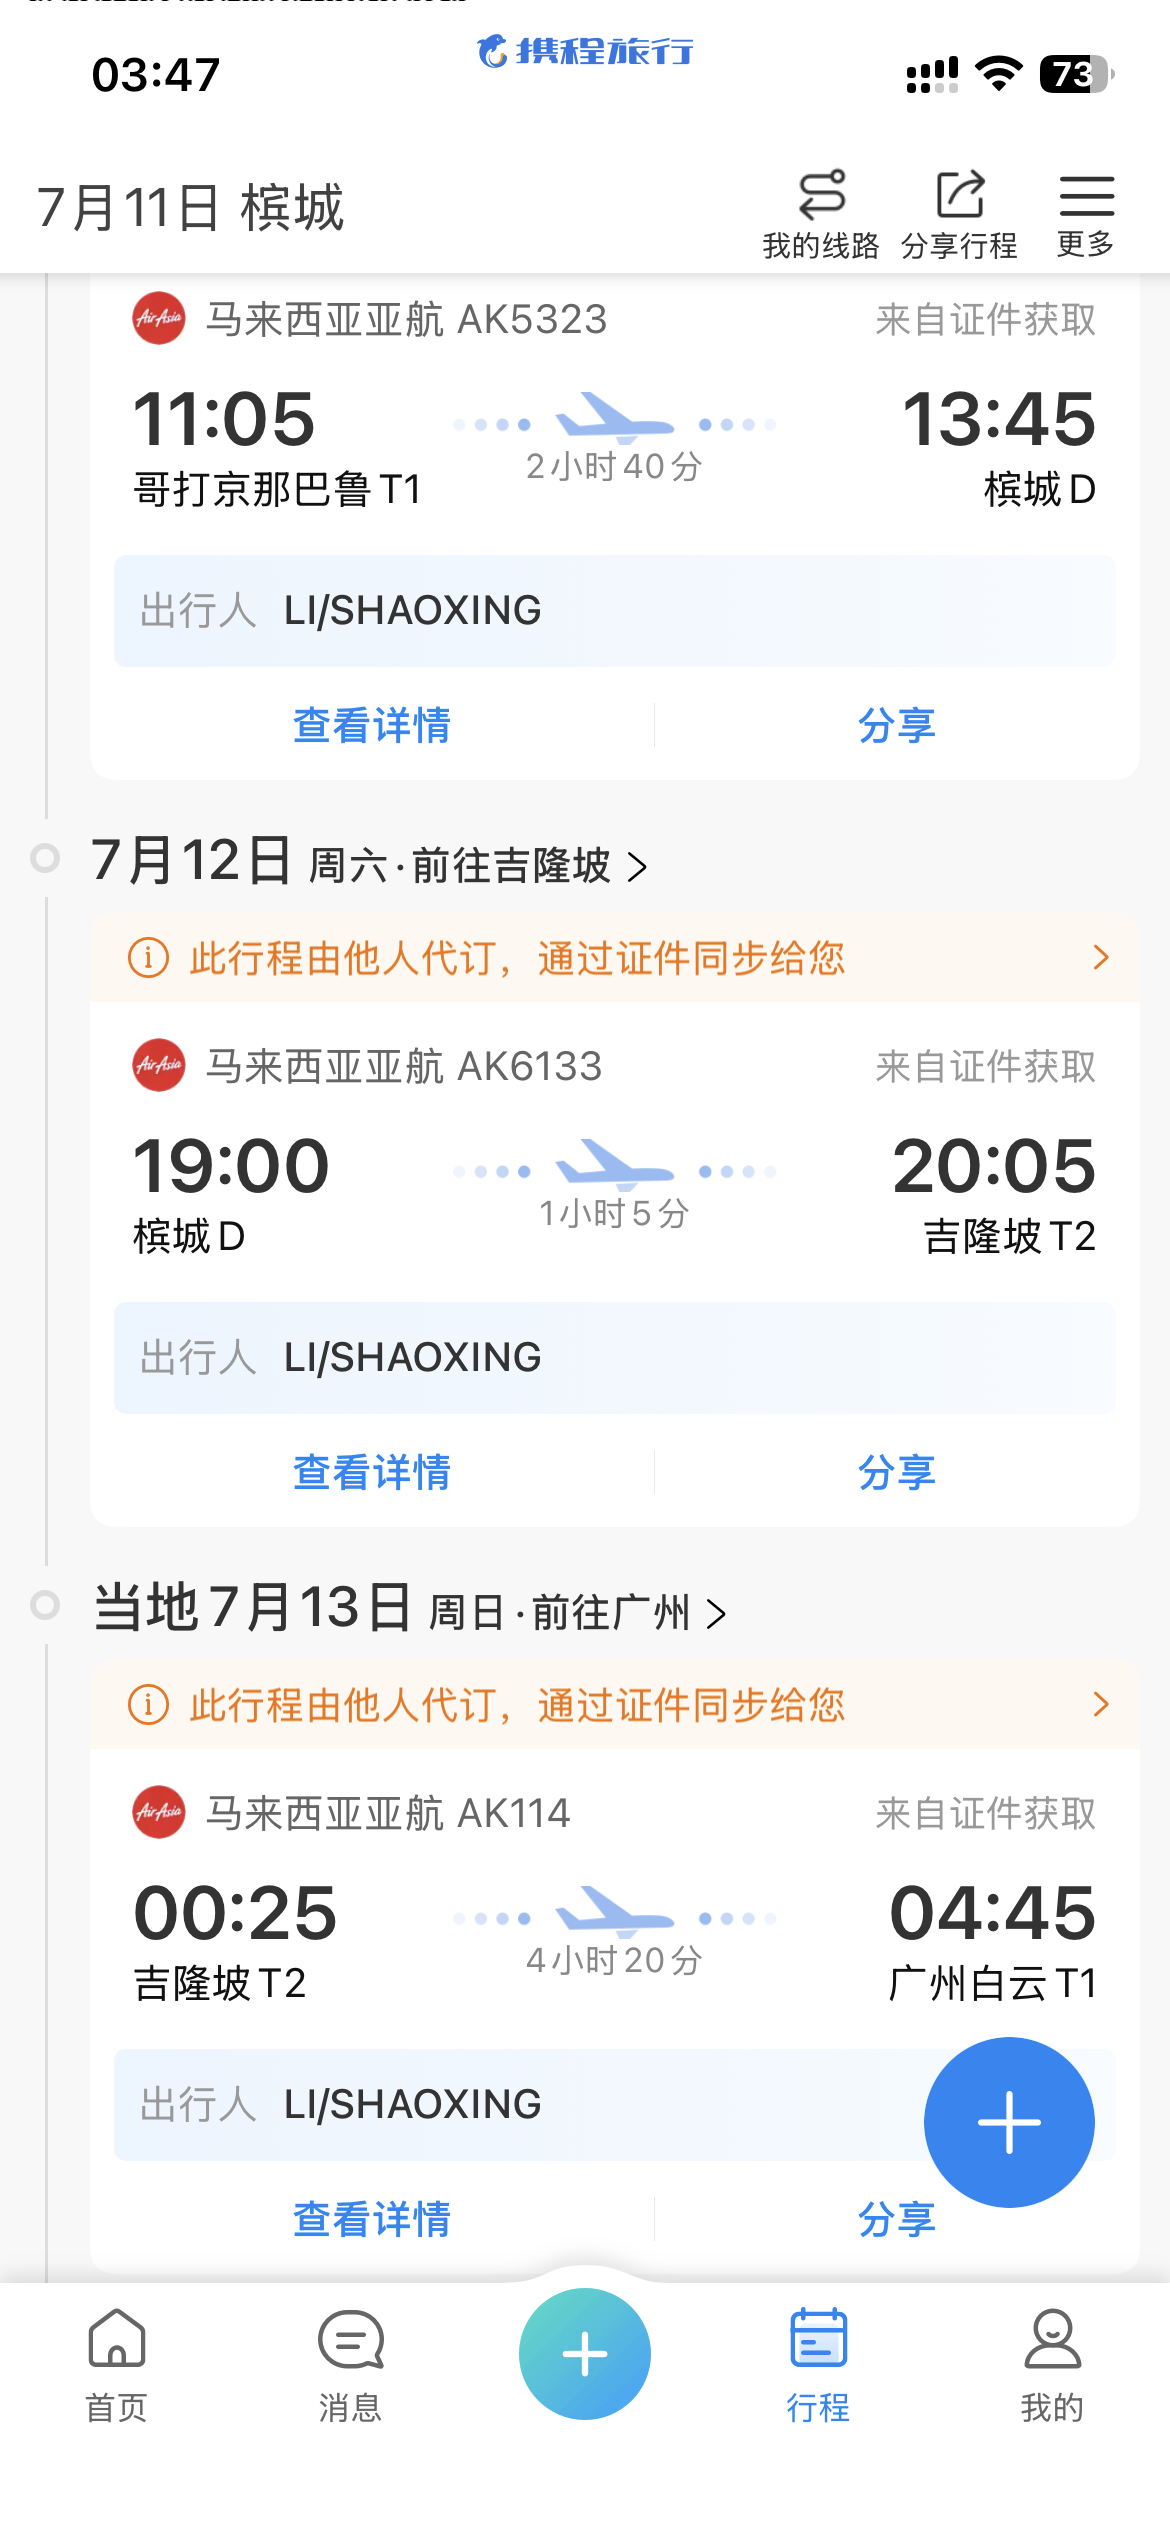 03:47
携程旅行
73
7月11日 槟城
我的线路
分享行程
更多
AirAsia 马来西亚亚航 AK5323
来自证件获取
11:05
13:45
2小时40分
哥打京那巴鲁 T1
槟城 D
出行人 LI/SHAOXING
查看详情
分享
7月12日 周六·前往吉隆坡 >
此行程由他人代订，通过证件同步给您 >
AirAsia 马来西亚亚航 AK6133
来自证件获取
19:00
20:05
1小时5分
槟城 D
吉隆坡 T2
出行人 LI/SHAOXING
查看详情
分享
当地7月13日 周日·前往广州 >
此行程由他人代订，通过证件同步给您 >
AirAsia 马来西亚亚航 AK114
来自证件获取
00:25
04:45
4小时20分
吉隆坡 T2
广州白云 T1
出行人 LI/SHAOXING
查看详情
分享
首页
消息
行程
我的